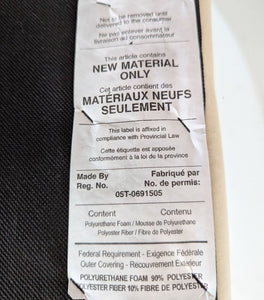 Not to be removed until
delivered to the consumer
Ne pas enlever avant la
livraison au consommateur
This article contains
NEW MATERIAL
ONLY
Cet article contient des
MATÉRIAUX NEUFS
SEULEMENT
This label is affixed in
compliance with Provincial Law
Cette étiquette est apposée
conformément à la loi de la province
Made By Fabriqué par
Reg. No. No. de permis:
05T-0691505
Content Contenu
Polyurethane Foam / Mousse de Polyurethane
Polyester Fiber / Fibre de Polyester
Federal Requirement - Exigence Fédérale
Outer Covering - Recouvrement Extérieur
POLYURETHANE FOAM 90% POLYESTER
POLYESTER FIBER 10% FIBRE DE POLYESTER